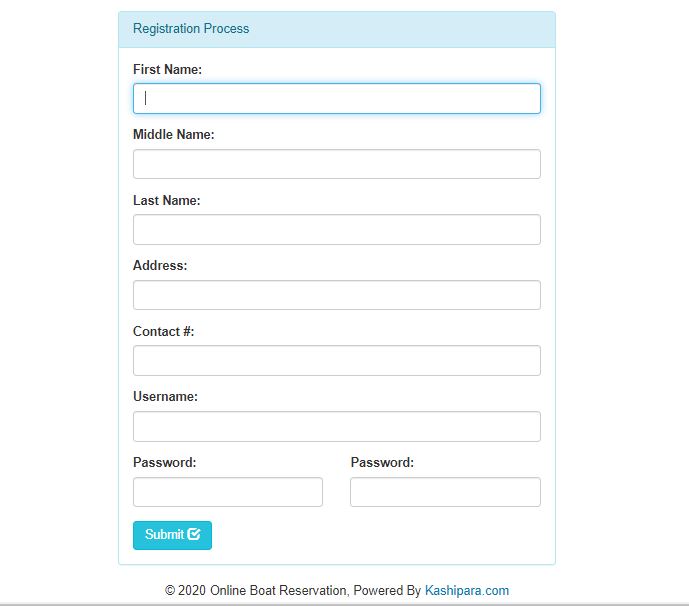 Registration Process
First Name:
Middle Name:
Last Name:
Address:
Contact #:
Username:
Password: Password:
Submit
© 2020 Online Boat Reservation, Powered By Kashipara.com